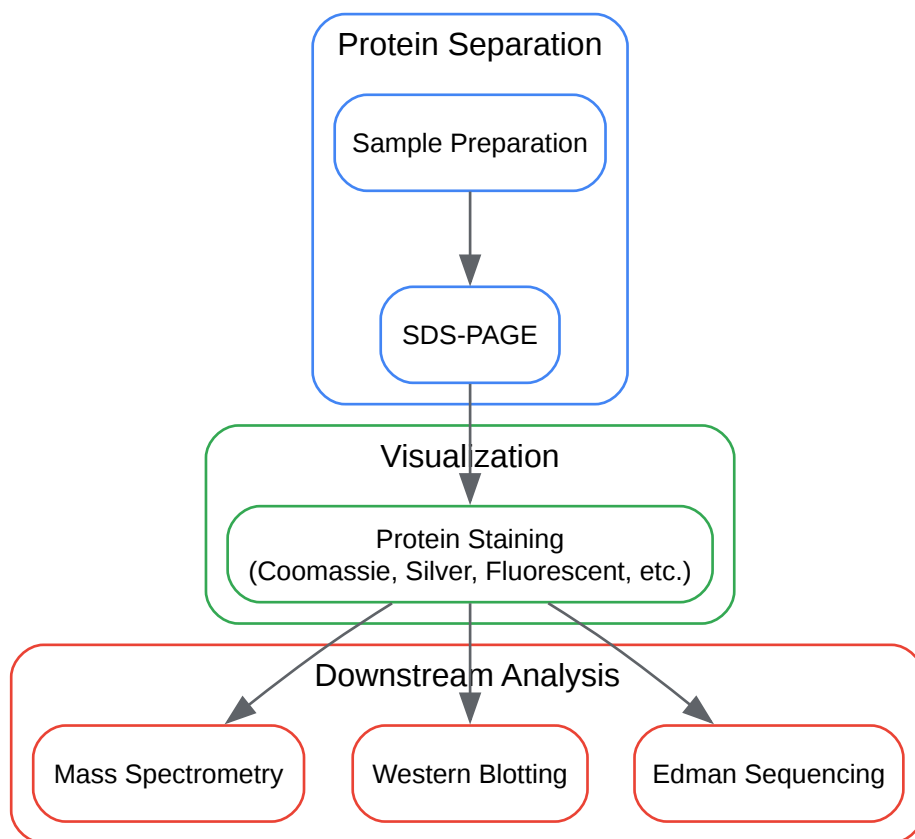 Protein Separation
Sample Preparation
SDS-PAGE
Visualization
Protein Staining
(Coomassie, Silver, Fluorescent, etc.)
Downstream Analysis
Mass Spectrometry
Western Blotting
Edman Sequencing